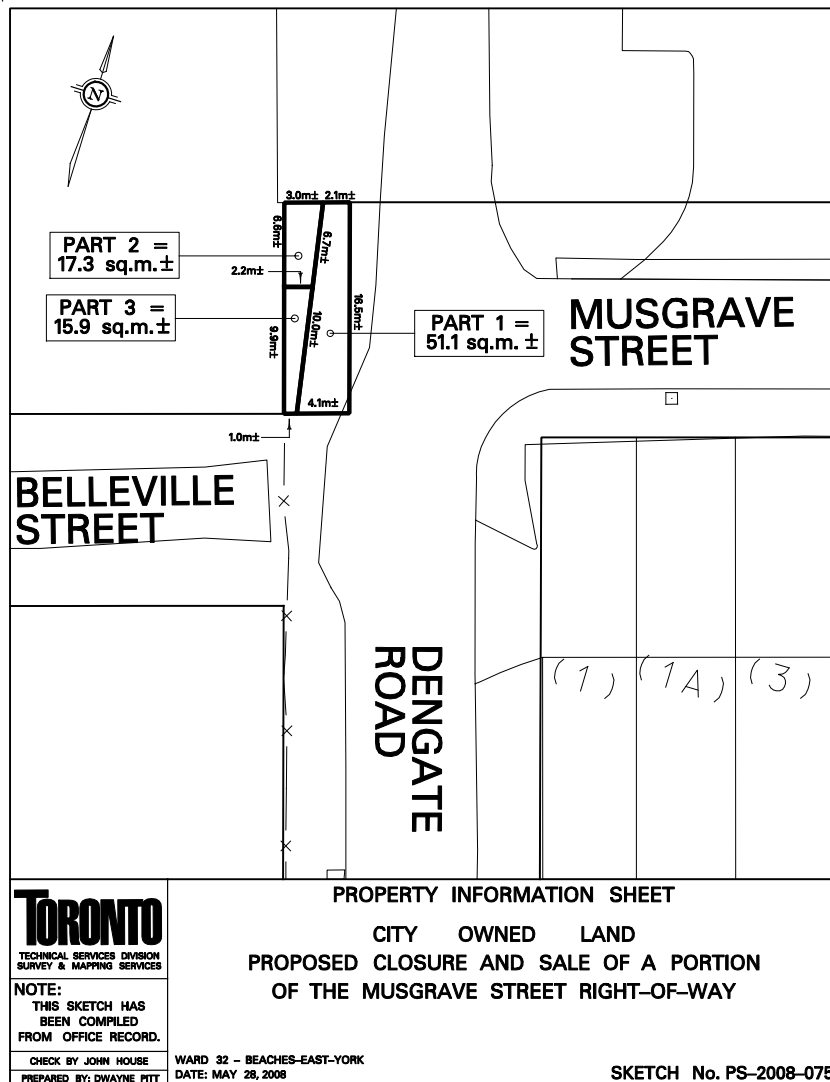 N
3.0m± 2.1m±
6.6m±
6.7m±
PART 2 =
17.3 sq.m.±
2.2m±
PART 3 =
15.9 sq.m.±
9.9m±
10.0m±
16.5m±
PART 1 =
51.1 sq.m. ±
MUSGRAVE
STREET
4.1m±
1.0m±
BELLEVILLE
STREET
DENGATE
ROAD
(1) (1A) (3)
TORONTO
TECHNICAL SERVICES DIVISION
SURVEY & MAPPING SERVICES
NOTE:
THIS SKETCH HAS
BEEN COMPILED
FROM OFFICE RECORD.
CHECK BY JOHN HOUSE
PREPARED BY: DWAYNE PITT
PROPERTY INFORMATION SHEET
CITY OWNED LAND
PROPOSED CLOSURE AND SALE OF A PORTION
OF THE MUSGRAVE STREET RIGHT–OF–WAY
WARD 32 – BEACHES–EAST–YORK
DATE: MAY 28, 2008
SKETCH No. PS–2008–075